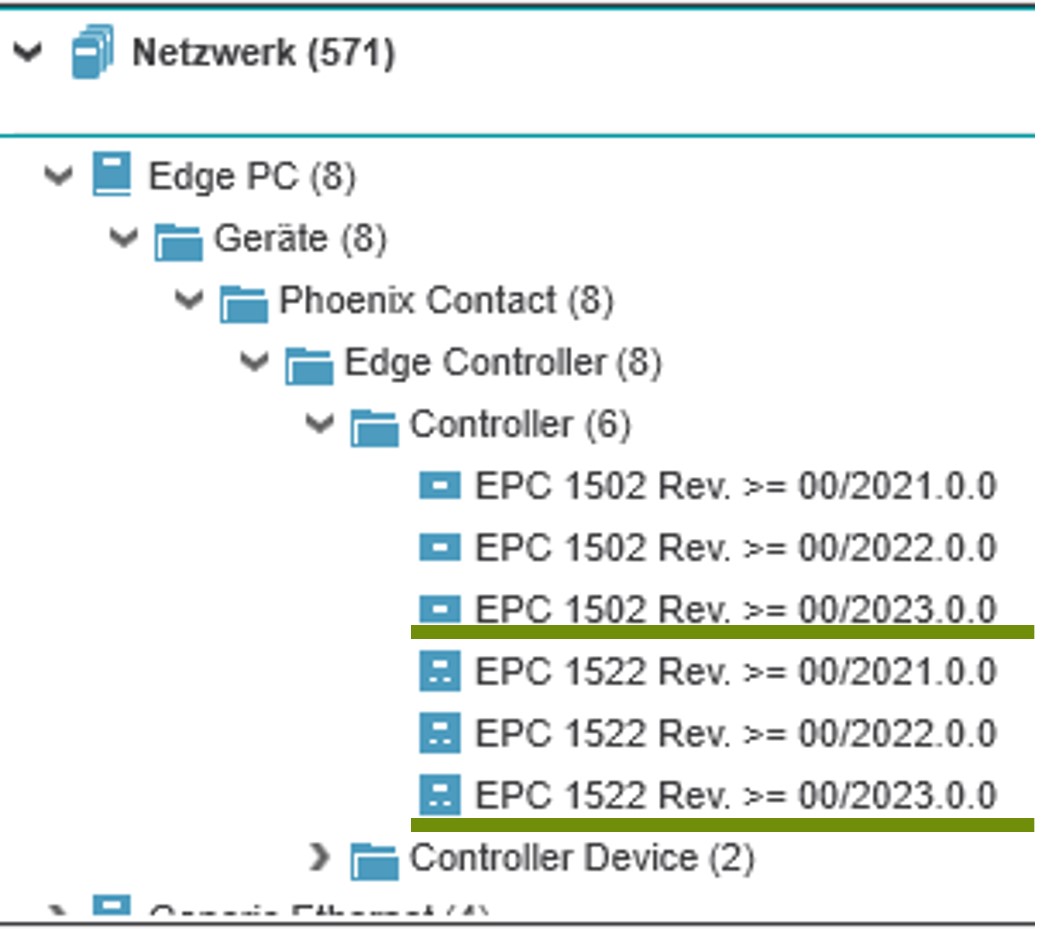 Netzwerk (571)
Edge PC (8)
Geräte (8)
Phoenix Contact (8)
Edge Controller (8)
Controller (6)
EPC 1502 Rev. >= 00/2021.0.0
EPC 1502 Rev. >= 00/2022.0.0
EPC 1502 Rev. >= 00/2023.0.0
EPC 1522 Rev. >= 00/2021.0.0
EPC 1522 Rev. >= 00/2022.0.0
EPC 1522 Rev. >= 00/2023.0.0
Controller Device (2)
Generic Ethernet (4)